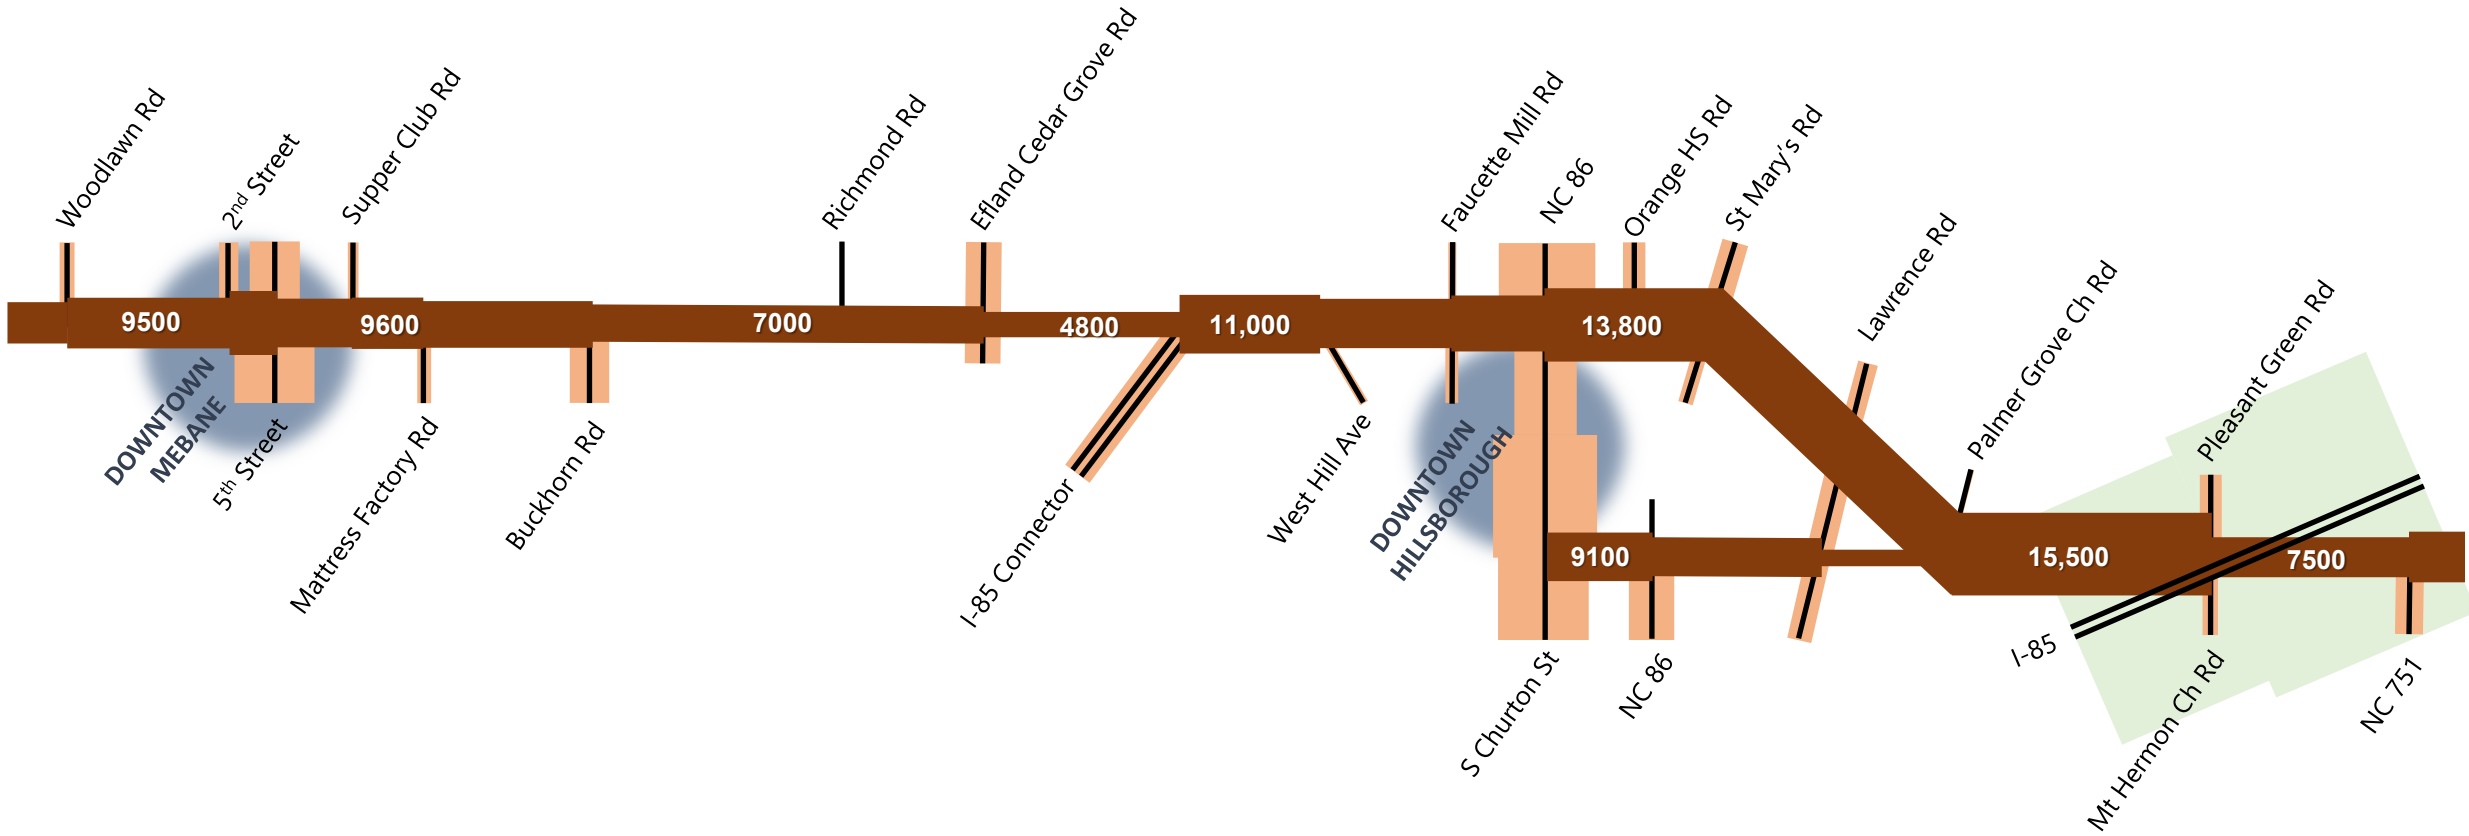 Woodlawn Rd
2nd Street
Supper Club Rd
Richmond Rd
Efland Cedar Grove Rd
Faucette Mill Rd
NC 86
Orange HS Rd
St Mary's Rd
Lawrence Rd
Palmer Grove Ch Rd
Pleasant Green Rd
9500
9600
7000
4800
11,000
13,800
9100
15,500
7500
DOWNTOWN
MEBANE
5th Street
Mattress Factory Rd
Buckhorn Rd
I-85 Connector
West Hill Ave
DOWNTOWN
HILLSBOROUGH
S Churton St
NC 86
I-85
Mt Hermon Ch Rd
NC 751